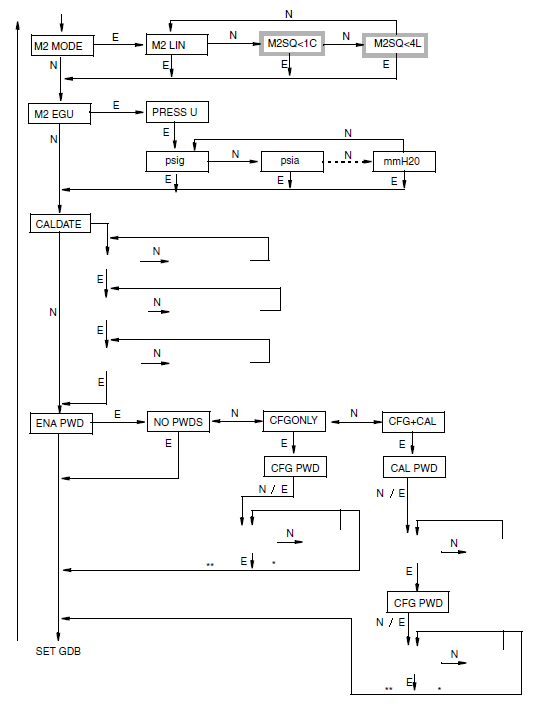 N
E
N
N
M2 MODE
M2 LIN
M2SQ<1C
M2SQ<4L
N
E
E
E
E
M2 EGU
PRESS U
N
E
N
psig
N
psia
N
mmH20
E
E
E
CALDATE
N
E
N
N
E
N
E
E
N
N
ENA PWD
NO PWDS
CFGONLY
CFG+CAL
E
E
E
CFG PWD
CAL PWD
N / E
N / E
N
N
** E *
E
CFG PWD
N / E
N
SET GDB
E
** *